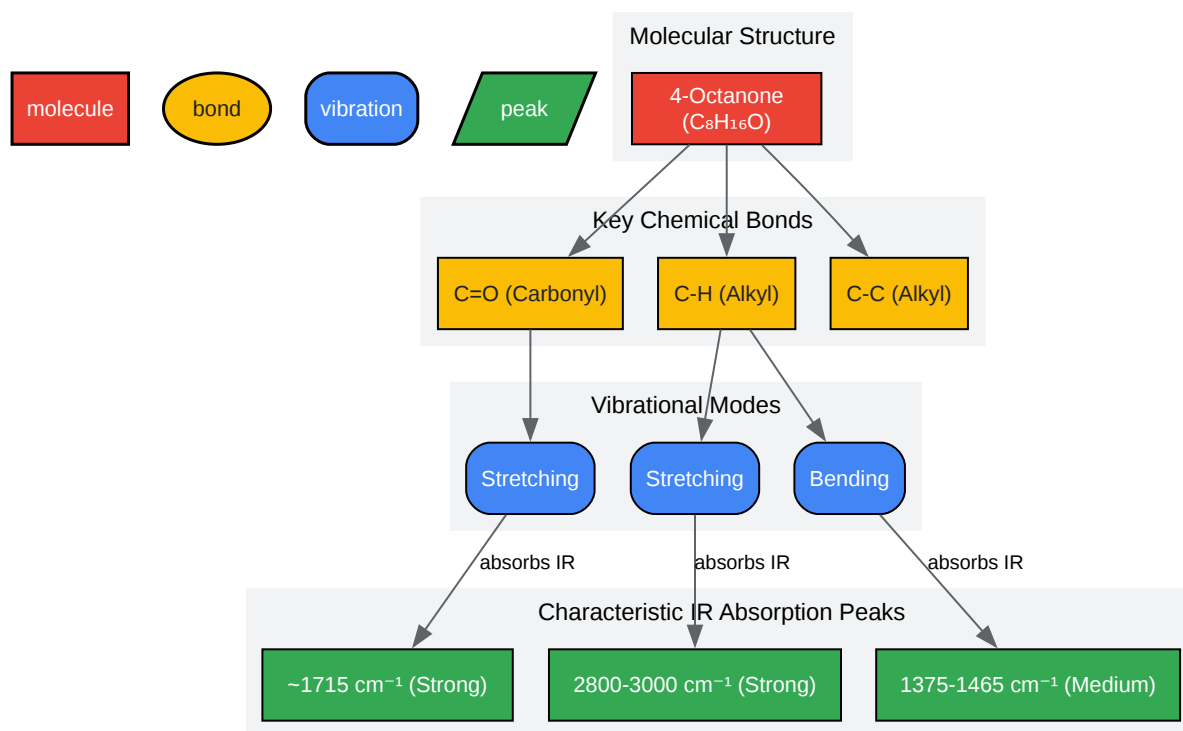 Molecular Structure
molecule
bond
vibration
peak
4-Octanone
(C₈H₁₆O)
Key Chemical Bonds
C=O (Carbonyl)
C-H (Alkyl)
C-C (Alkyl)
Vibrational Modes
Stretching
Stretching
Bending
absorbs IR
absorbs IR
absorbs IR
Characteristic IR Absorption Peaks
~1715 cm⁻¹ (Strong)
2800-3000 cm⁻¹ (Strong)
1375-1465 cm⁻¹ (Medium)